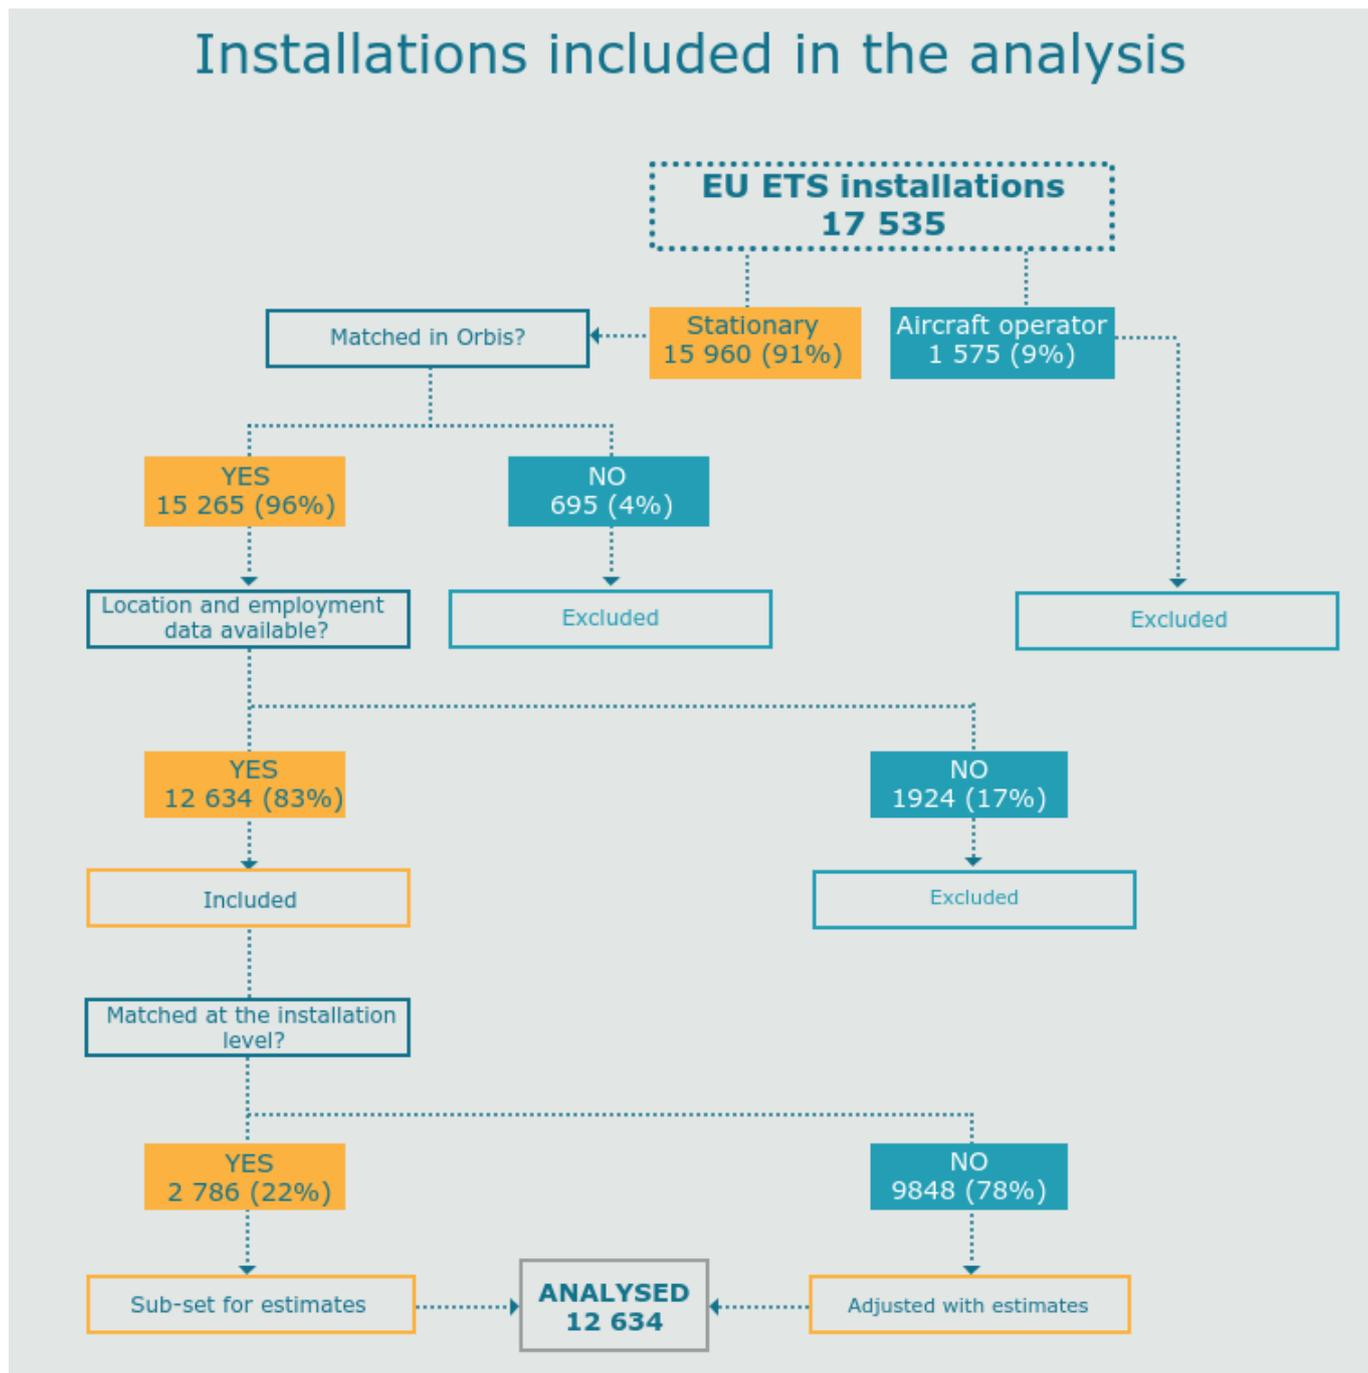 Installations included in the analysis
EU ETS installations
17 535
Matched in Orbis?
Stationary
15 960 (91%)
Aircraft operator
1 575 (9%)
YES
15 265 (96%)
NO
695 (4%)
Location and employment
data available?
Excluded
Excluded
YES
12 634 (83%)
NO
1924 (17%)
Included
Excluded
Matched at the installation
level?
YES
2 786 (22%)
NO
9848 (78%)
Sub-set for estimates
ANALYSED
12 634
Adjusted with estimates